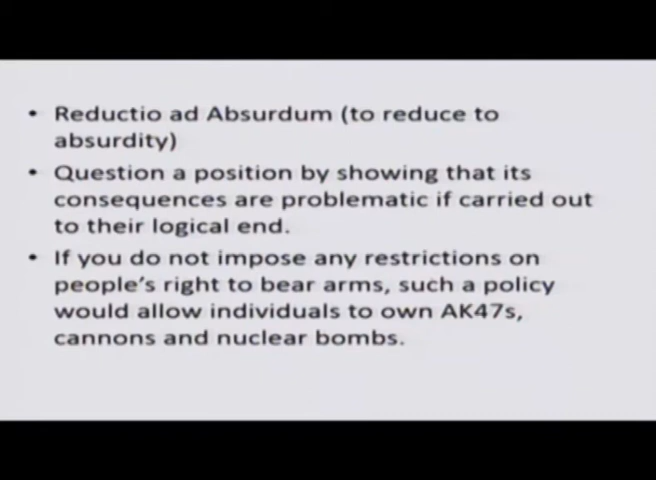 • Reductio ad Absurdum (to reduce to
absurdity)
• Question a position by showing that its
consequences are problematic if carried out
to their logical end.
• If you do not impose any restrictions on
people's right to bear arms, such a policy
would allow individuals to own AK47s,
cannons and nuclear bombs.